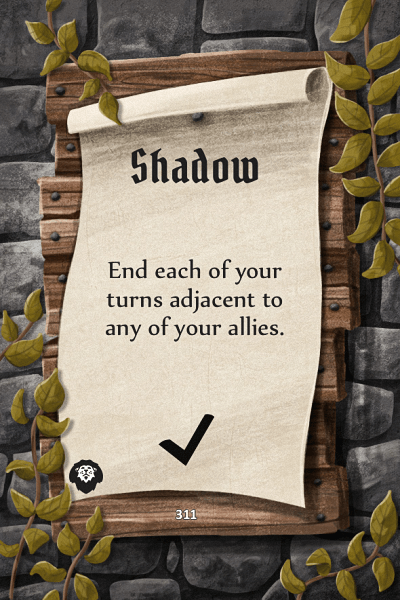 Shadow
End each of your
turns adjacent to
any of your allies.
311